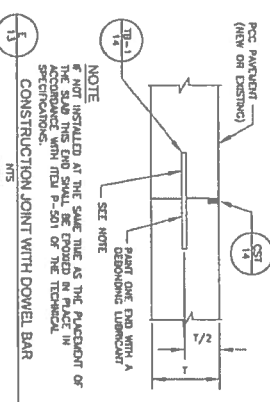 PCC PAVEMENT
(NEW OR EXISTING)
CST
14
TB-1
14
T/2
T
PAINT ONE END WITH A
DEBONDING LUBRICANT
SEE NOTE
NOTE
IF NOT INSTALLED AT THE SAME TIME AS THE PLACEMENT OF
THE SLAB THIS END SHALL BE EPOXIED IN PLACE IN
ACCORDANCE WITH ITEM P-501 OF THE TECHNICAL
SPECIFICATIONS.
E
13
CONSTRUCTION JOINT WITH DOWEL BAR
NTS